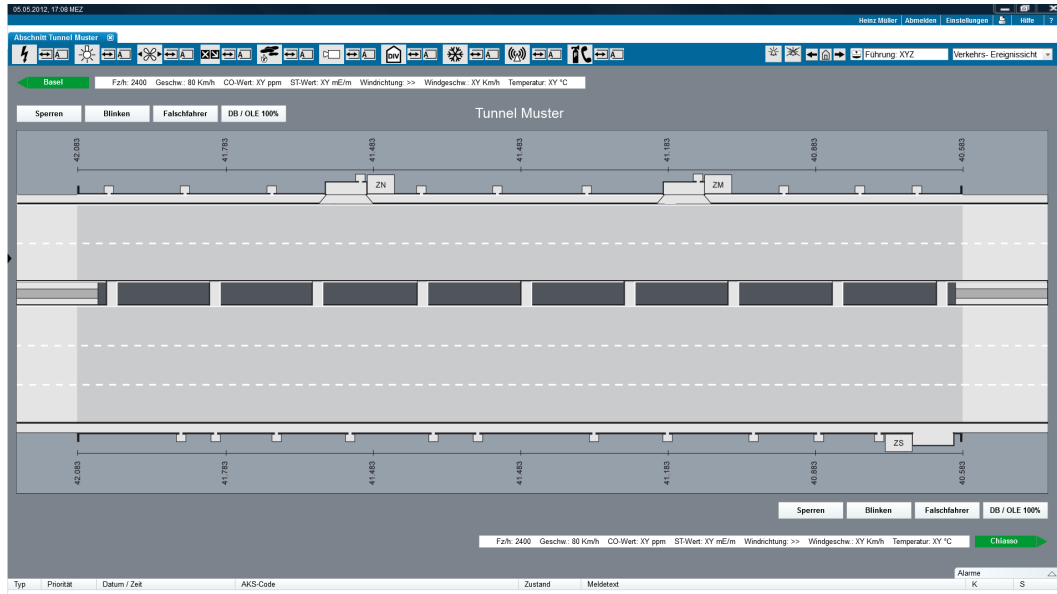 05.05.2012, 17:08 MEZ
Heinz Müller Abmelden Einstellungen Hilfe ?
Abschnitt Tunnel Muster
A A A A A A A DIV A A A A
Führung: XYZ Verkehrs- Ereignissicht
Basel Fz/h: 2400 Geschw.: 80 Km/h CO-Wert: XY ppm ST-Wert: XY mE/m Windrichtung: >> Windgeschw.: XY Km/h Temperatur: XY °C
Sperren Blinken Falschfahrer DB / OLE 100% Tunnel Muster
42.083 41.783 41.483 41.483 41.183 40.883 40.583
ZN ZM
ZS
42.083 41.783 41.483 41.483 41.183 40.883 40.583
Sperren Blinken Falschfahrer DB / OLE 100%
Fz/h: 2400 Geschw.: 80 Km/h CO-Wert: XY ppm ST-Wert: XY mE/m Windrichtung: >> Windgeschw.: XY Km/h Temperatur: XY °C Chiasso
Alarme
Typ Priorität Datum / Zeit AKS-Code Zustand Meldetext K S